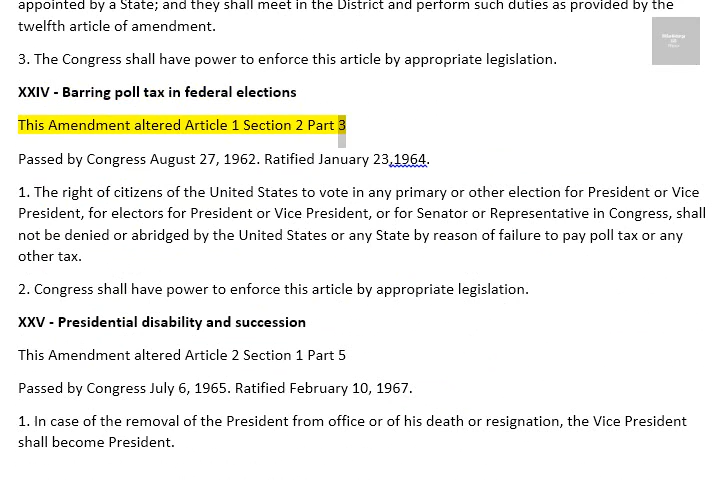 appointed by a State; and they shall meet in the District and perform such duties as provided by the
twelfth article of amendment.
3. The Congress shall have power to enforce this article by appropriate legislation.
XXIV - Barring poll tax in federal elections
This Amendment altered Article 1 Section 2 Part 3
Passed by Congress August 27, 1962. Ratified January 23,1964.
1. The right of citizens of the United States to vote in any primary or other election for President or Vice
President, for electors for President or Vice President, or for Senator or Representative in Congress, shall
not be denied or abridged by the United States or any State by reason of failure to pay poll tax or any
other tax.
2. Congress shall have power to enforce this article by appropriate legislation.
XXV - Presidential disability and succession
This Amendment altered Article 2 Section 1 Part 5
Passed by Congress July 6, 1965. Ratified February 10, 1967.
1. In case of the removal of the President from office or of his death or resignation, the Vice President
shall become President.